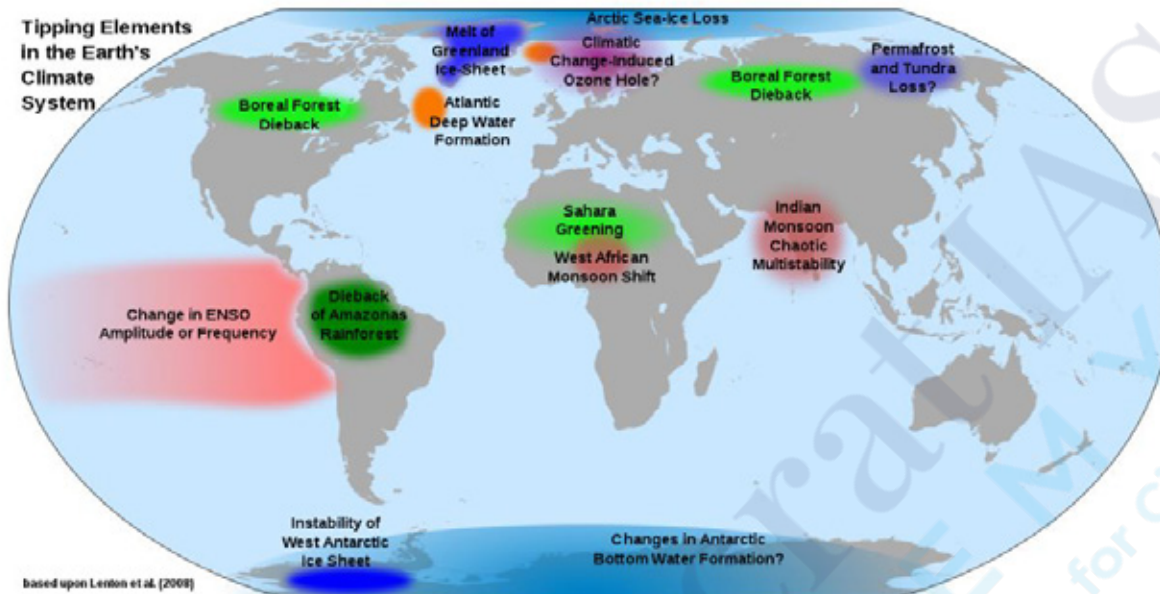 Tipping Elements
in the Earth's
Climate
System
Arctic Sea-Ice Loss
Melt of
Greenland
Ice-Sheet
Climatic
Change-Induced
Ozone Hole?
Permafrost
and Tundra
Loss?
Boreal Forest
Dieback
Boreal Forest
Dieback
Atlantic
Deep Water
Formation
Sahara
Greening
West African
Monsoon Shift
Indian
Monsoon
Chaotic
Multistability
Change in ENSO
Amplitude or Frequency
Dieback
of Amazonas
Rainforest
Instability of
West Antarctic
Ice Sheet
Changes in Antarctic
Bottom Water Formation?
based upon Lenton et al. (2008)